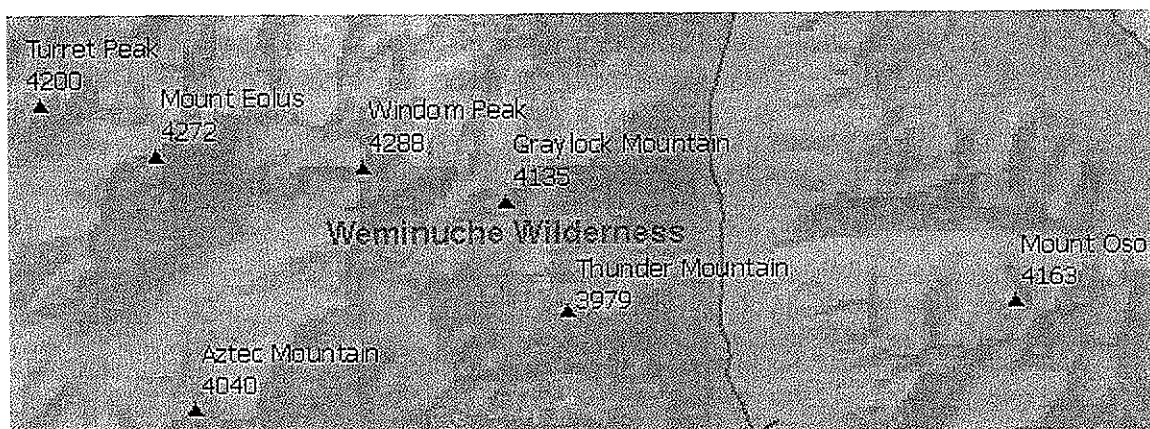 Turret Peak
4200
Mount Eolus
4272
Windom Peak
4288
Graylock Mountain
4135
Weminuche Wilderness
Mount Oso
4163
Thunder Mountain
3979
Aztec Mountain
4040